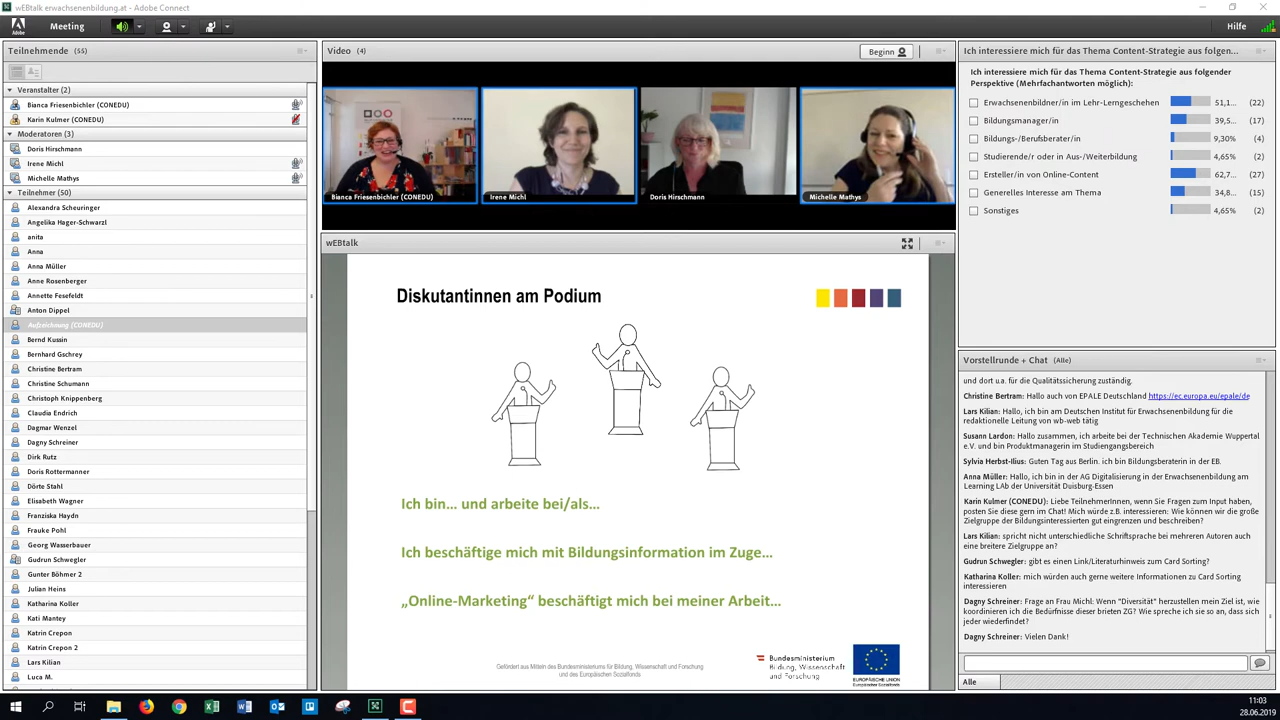 wEBtalk erwachsenenbildung.at - Adobe Connect
Meeting
Hilfe
Teilnehmende (55)
Veranstalter (2)
Bianca Friesenbichler (CONEDU)
Karin Kulmer (CONEDU)
Moderatoren (3)
Doris Hirschmann
Irene Michl
Michelle Mathys
Teilnehmer (50)
Alexandra Scheuringer
Angelika Hager-Schwarzl
anita
Anna
Anna Müller
Anne Rosenberger
Annette Fesefeldt
Anton Dippel
Aufzeichnung (CONEDU)
Bernd Kussin
Bernhard Gschrey
Christine Bertram
Christine Schumann
Christoph Knippenberg
Claudia Endrich
Dagmar Wenzel
Dagny Schreiner
Dirk Rutz
Doris Rottermanner
Dörte Stahl
Elisabeth Wagner
Franziska Haydn
Frauke Pohl
Georg Wasserbauer
Gudrun Schwegler
Gunter Böhmer 2
Julian Heins
Katharina Koller
Kati Mantey
Katrin Crepon
Katrin Crepon 2
Lars Kilian
Luca M.
Video (4)
Beginn
Bianca Friesenbichler (CONEDU)
Irene Michl
Doris Hirschmann
Michelle Mathys
wEBtalk
Diskutantinnen am Podium
Ich bin… und arbeite bei/als…
Ich beschäftige mich mit Bildungsinformation im Zuge…
„Online-Marketing“ beschäftigt mich bei meiner Arbeit…
Gefördert aus Mitteln des Bundesministeriums für Bildung, Wissenschaft und Forschung
und des Europäischen Sozialfonds
Bundesministerium
Bildung, Wissenschaft
und Forschung
EUROPÄISCHE UNION
Europäischer Sozialfonds
Ich interessiere mich für das Thema Content-Strategie aus folgen...
Ich interessiere mich für das Thema Content-Strategie aus folgender
Perspektive (Mehrfachantworten möglich):
Erwachsenenbildner/in im Lehr-Lerngeschehen 51,1... (22)
Bildungsmanager/in 39,5... (17)
Bildungs-/Berufsberater/in 9,30% (4)
Studierende/r oder in Aus-/Weiterbildung 4,65% (2)
Ersteller/in von Online-Content 62,7... (27)
Generelles Interesse am Thema 34,8... (15)
Sonstiges 4,65% (2)
Vorstellrunde + Chat (Alle)
und dort u.a. für die Qualitätssicherung zuständig.
Christine Bertram: Hallo auch von EPALE Deutschland https://ec.europa.eu/epale/de
Lars Kilian: Hallo, ich bin am Deutschen Institut für Erwachsenenbildung für die
redaktionelle Leitung von wb-web tätig
Susann Lardon: Hallo zusammen, ich arbeite bei der Technischen Akademie Wuppertal
e.V. und bin Produktmanagerin im Studiengangsbereich
Sylvia Herbst-Ilius: Guten Tag aus Berlin. ich bin Bildungsberaterin in der EB.
Anna Müller: Hallo, ich bin in der AG Digitalisierung in der Erwachsenenbildung am
Learning LAb der Universität Duisburg-Essen
Karin Kulmer (CONEDU): Liebe TeilnehmerInnen, wenn Sie Fragen zum Input haben,
posten Sie diese gern im Chat! Mich würde z.B. interessieren: Wie können wir die große
Zielgruppe der Bildungsinteressierten gut eingrenzen und beschreiben?
Lars Kilian: spricht nicht unterschiedliche Schriftsprache bei mehreren Autoren auch
eine breitere Zielgruppe an?
Gudrun Schwegler: gibt es einen Link/Literaturhinweis zum Card Sorting?
Katharina Koller: mich würden auch gerne weitere Informationen zu Card Sorting
interessieren
Dagny Schreiner: Frage an Frau Michl: Wenn "Diversität" herzustellen mein Ziel ist, wie
koordinieren ich die Bedürfnisse dieser brieten ZG? Wie spreche ich sie so an, dass sich
jeder wiederfindet?
Dagny Schreiner: Vielen Dank!
Alle
11:03
28.06.2019